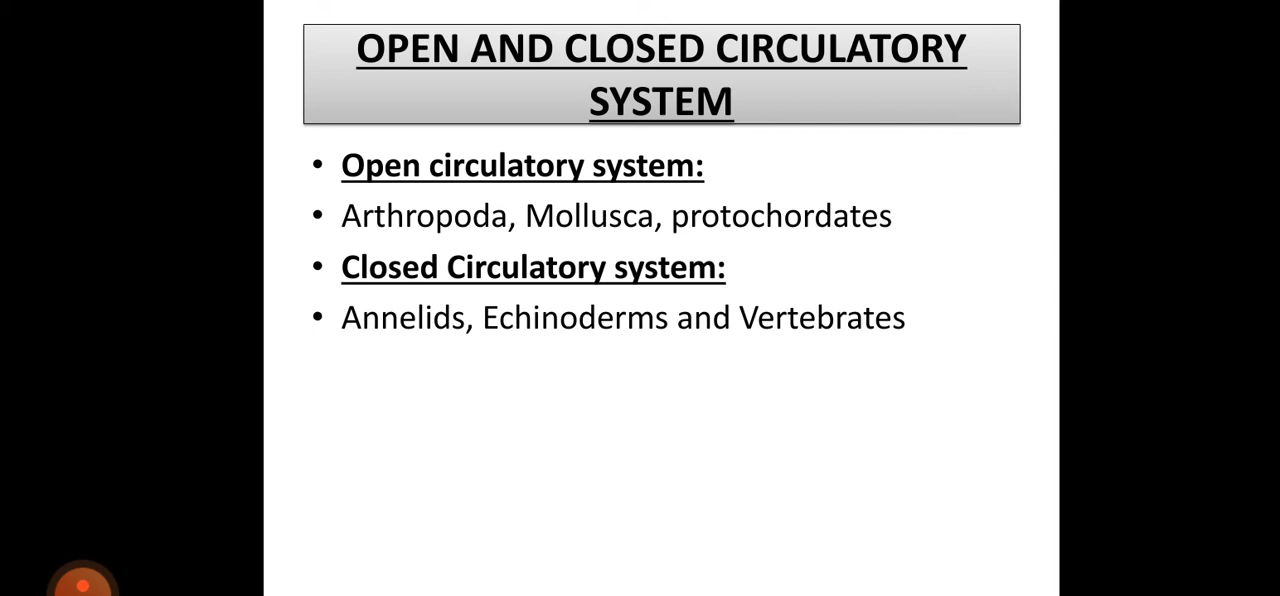 OPEN AND CLOSED CIRCULATORY
SYSTEM
• Open circulatory system:
• Arthropoda, Mollusca, protochordates
• Closed Circulatory system:
• Annelids, Echinoderms and Vertebrates